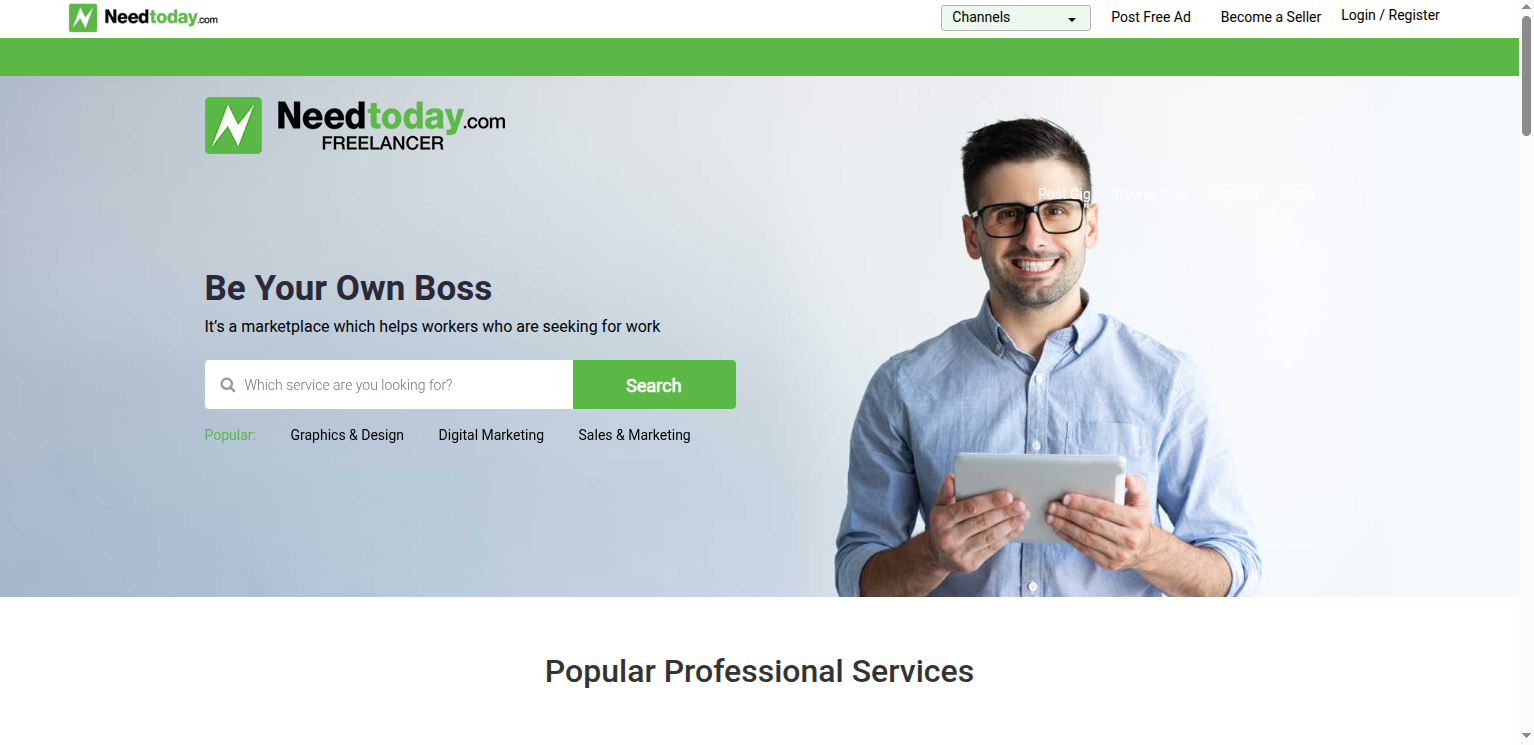 Needtoday.com
Channels
Post Free Ad
Become a Seller
Login / Register
Needtoday.com
FREELANCER
Post Gig
Browse Gigs
Register
Login
Be Your Own Boss
It's a marketplace which helps workers who are seeking for work
Which service are you looking for?
Search
Popular:
Graphics & Design
Digital Marketing
Sales & Marketing
Popular Professional Services